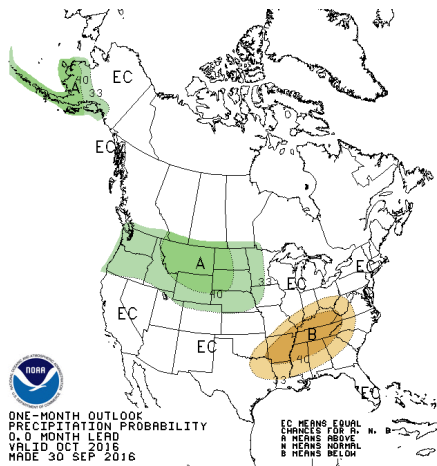 EC
40
A
33
EC
A
33
40
EC
EC
EC
EC
B
40
33
EC
NOAA
ONE-MONTH OUTLOOK
PRECIPITATION PROBABILITY
0.0 MONTH LEAD
VALID OCT 2016
MADE 30 SEP 2016
EC MEANS EQUAL
CHANCES FOR A, N, B
A MEANS ABOVE
N MEANS NORMAL
B MEANS BELOW